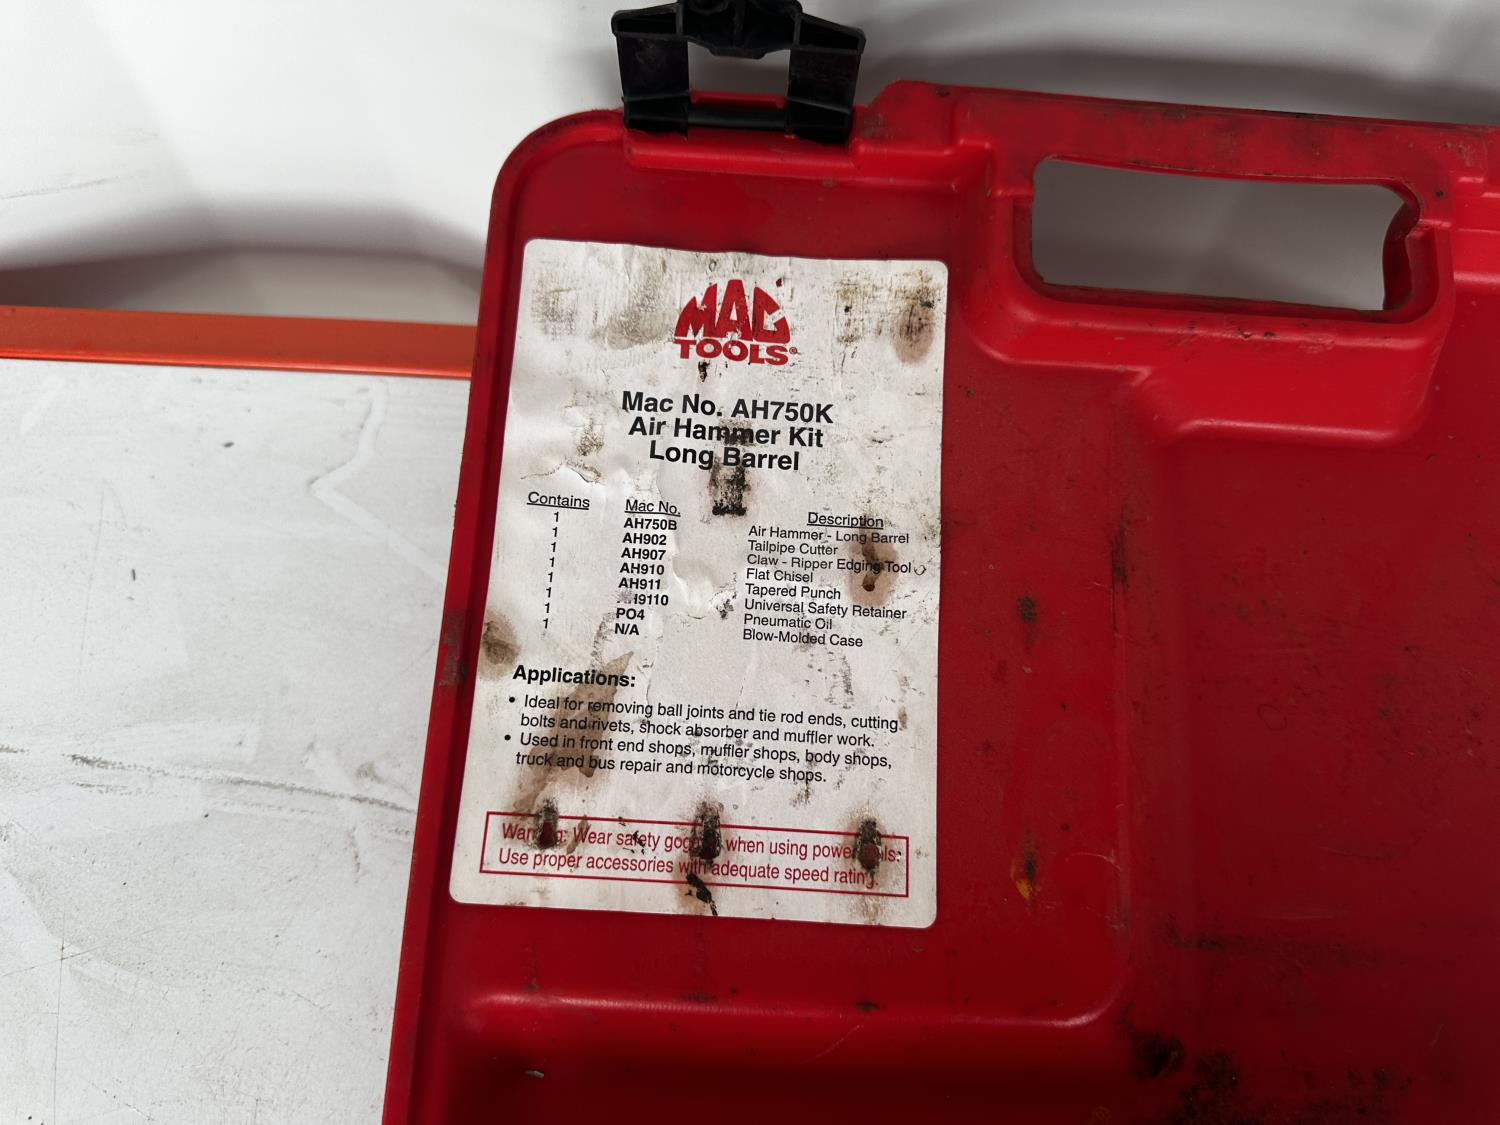 MAC
TOOLS®
Mac No. AH750K
Air Hammer Kit
Long Barrel
Contains Mac No. Description
1 AH750B Air Hammer - Long Barrel
1 AH902 Tailpipe Cutter
1 AH907 Claw - Ripper Edging Tool
1 AH910 Flat Chisel
1 AH911 Tapered Punch
1 Universal Safety Retainer
1 PO4 Pneumatic Oil
1 N/A Blow-Molded Case
Applications:
• Ideal for removing ball joints and tie rod ends, cutting
bolts and rivets, shock absorber and muffler work.
• Used in front end shops, muffler shops, body shops,
truck and bus repair and motorcycle shops.
Wear safety when using
Use proper accessories with adequate speed rating.